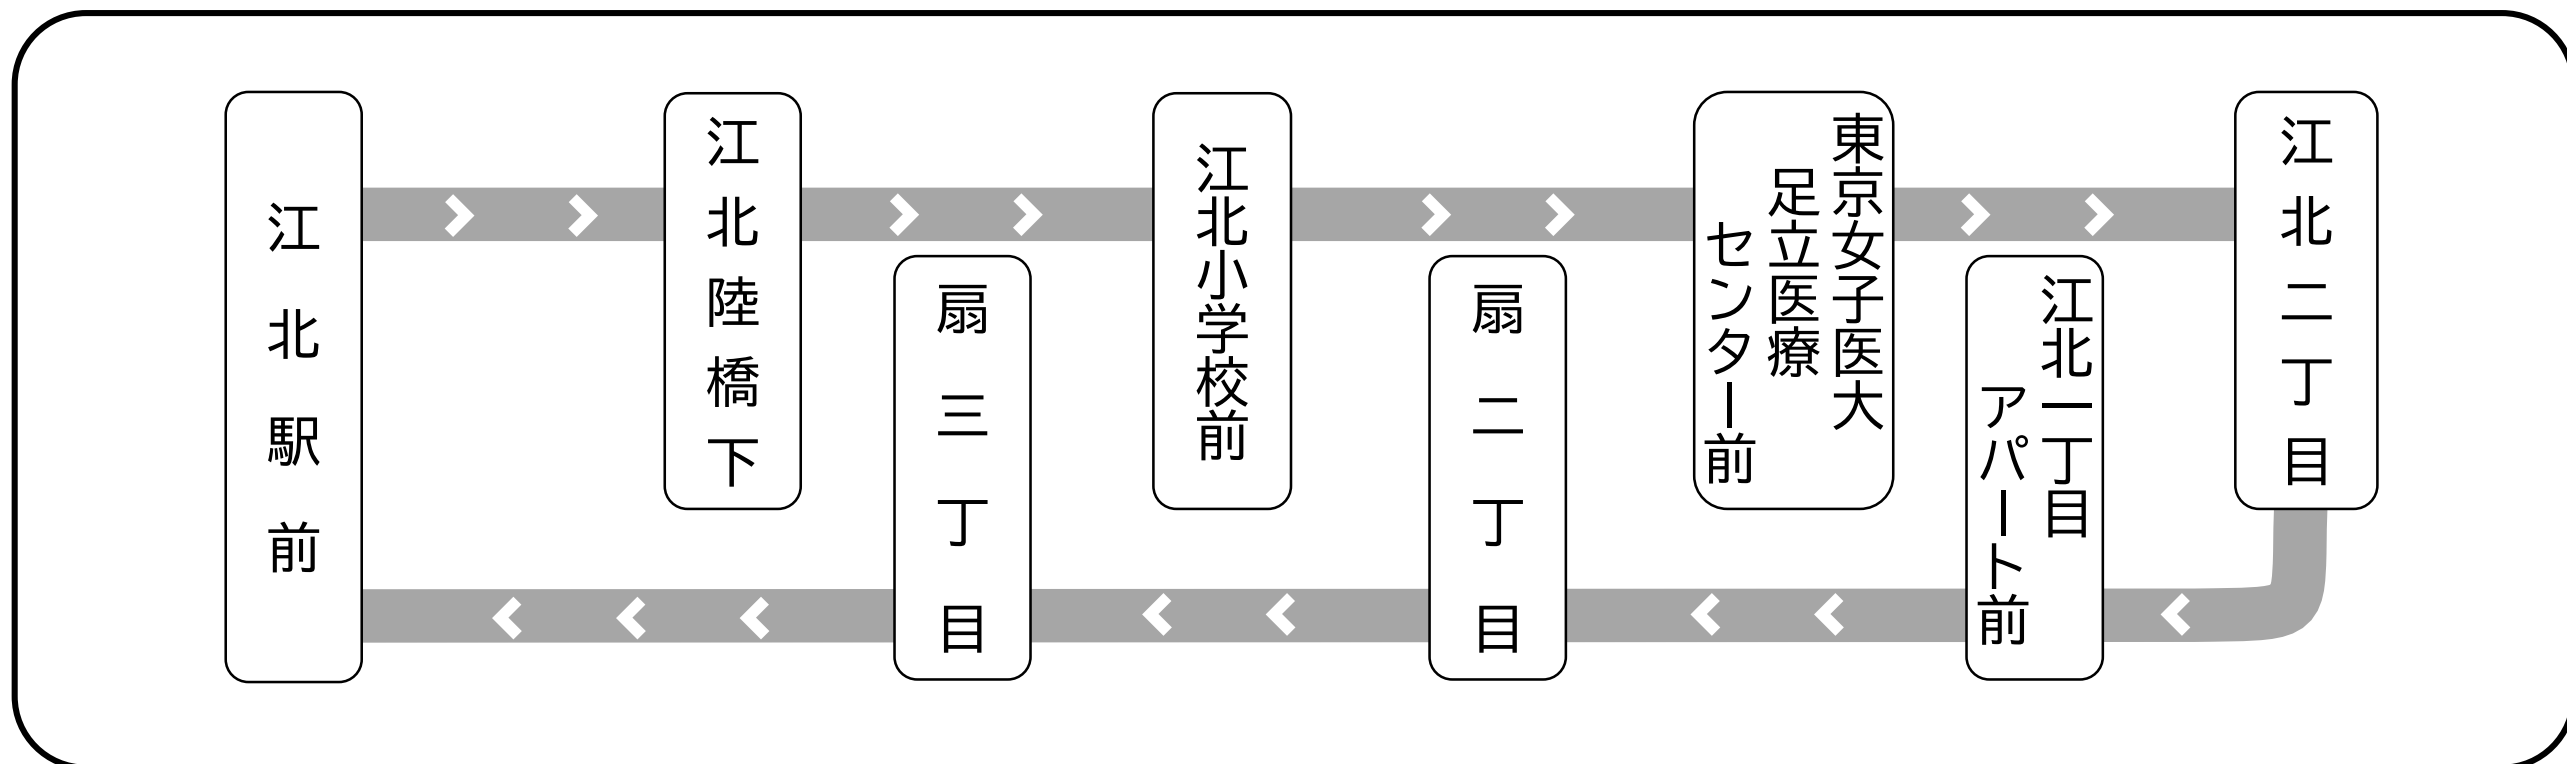 江北駅前
江北陸橋下
扇三丁目
江北小学校前
扇二丁目
東京女子医大
足立医療
センター前
江北一丁目
アパート前
江北二丁目